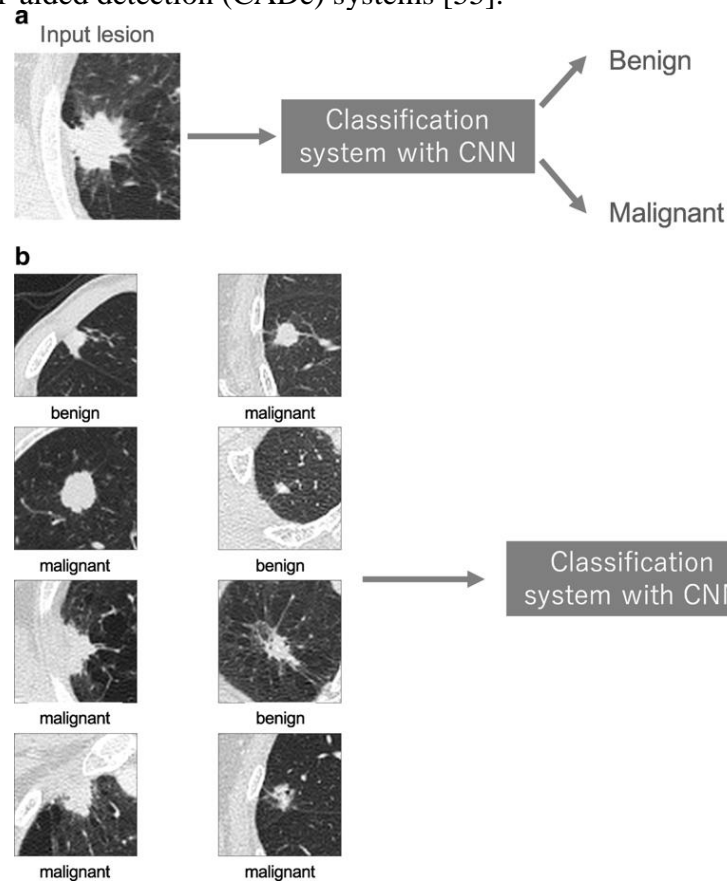 aided detection (CADe) systems [55].
a
Input lesion
Classification
system with CNN
Benign
Malignant
b
benign
malignant
malignant
benign
malignant
benign
malignant
malignant
Classification
system with CNN